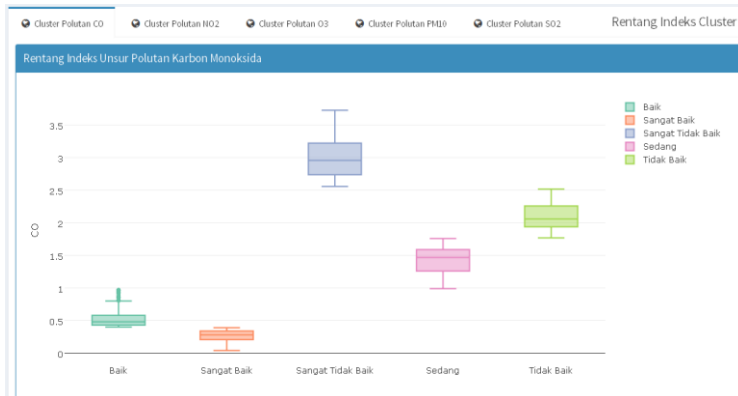 Cluster Polutan CO
Cluster Polutan NO2
Cluster Polutan O3
Cluster Polutan PM10
Cluster Polutan SO2
Rentang Indeks Cluster
Rentang Indeks Unsur Polutan Karbon Monoksida
3.5
3
2.5
2
1.5
1
0.5
0
CO
Baik
Sangat Baik
Sangat Tidak Baik
Sedang
Tidak Baik
Baik
Sangat Baik
Sangat Tidak Baik
Sedang
Tidak Baik